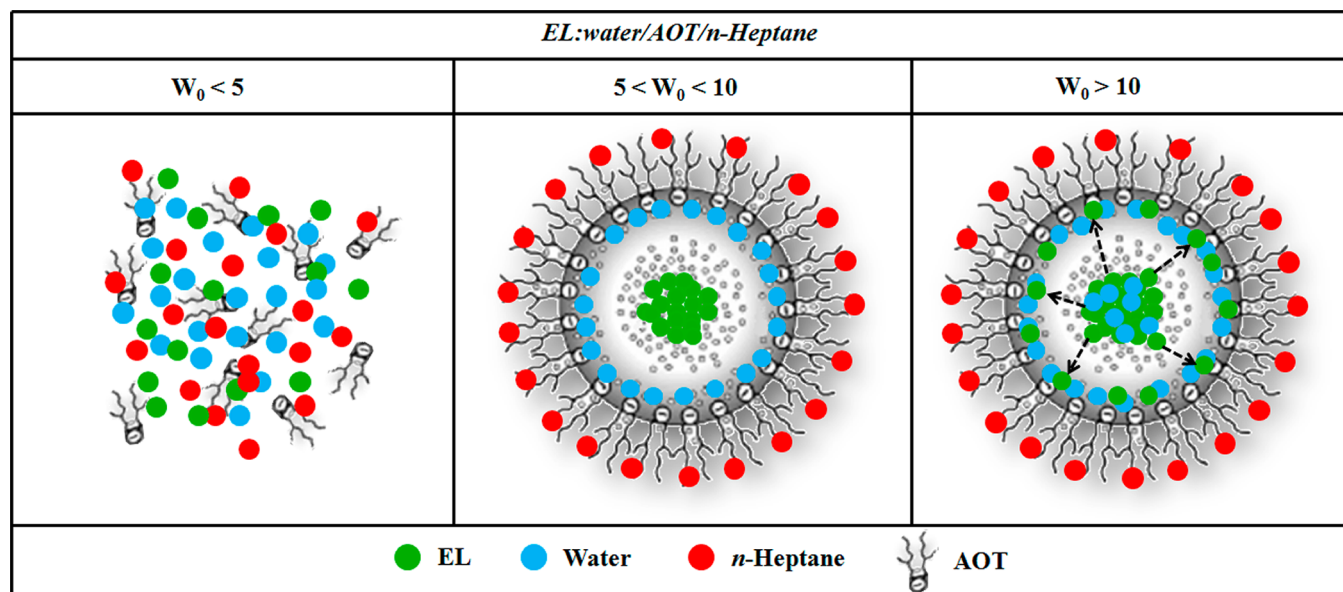 EL:water/AOT/n-Heptane
W₀ < 5
5 < W₀ < 10
W₀ > 10
EL
Water
n-Heptane
AOT